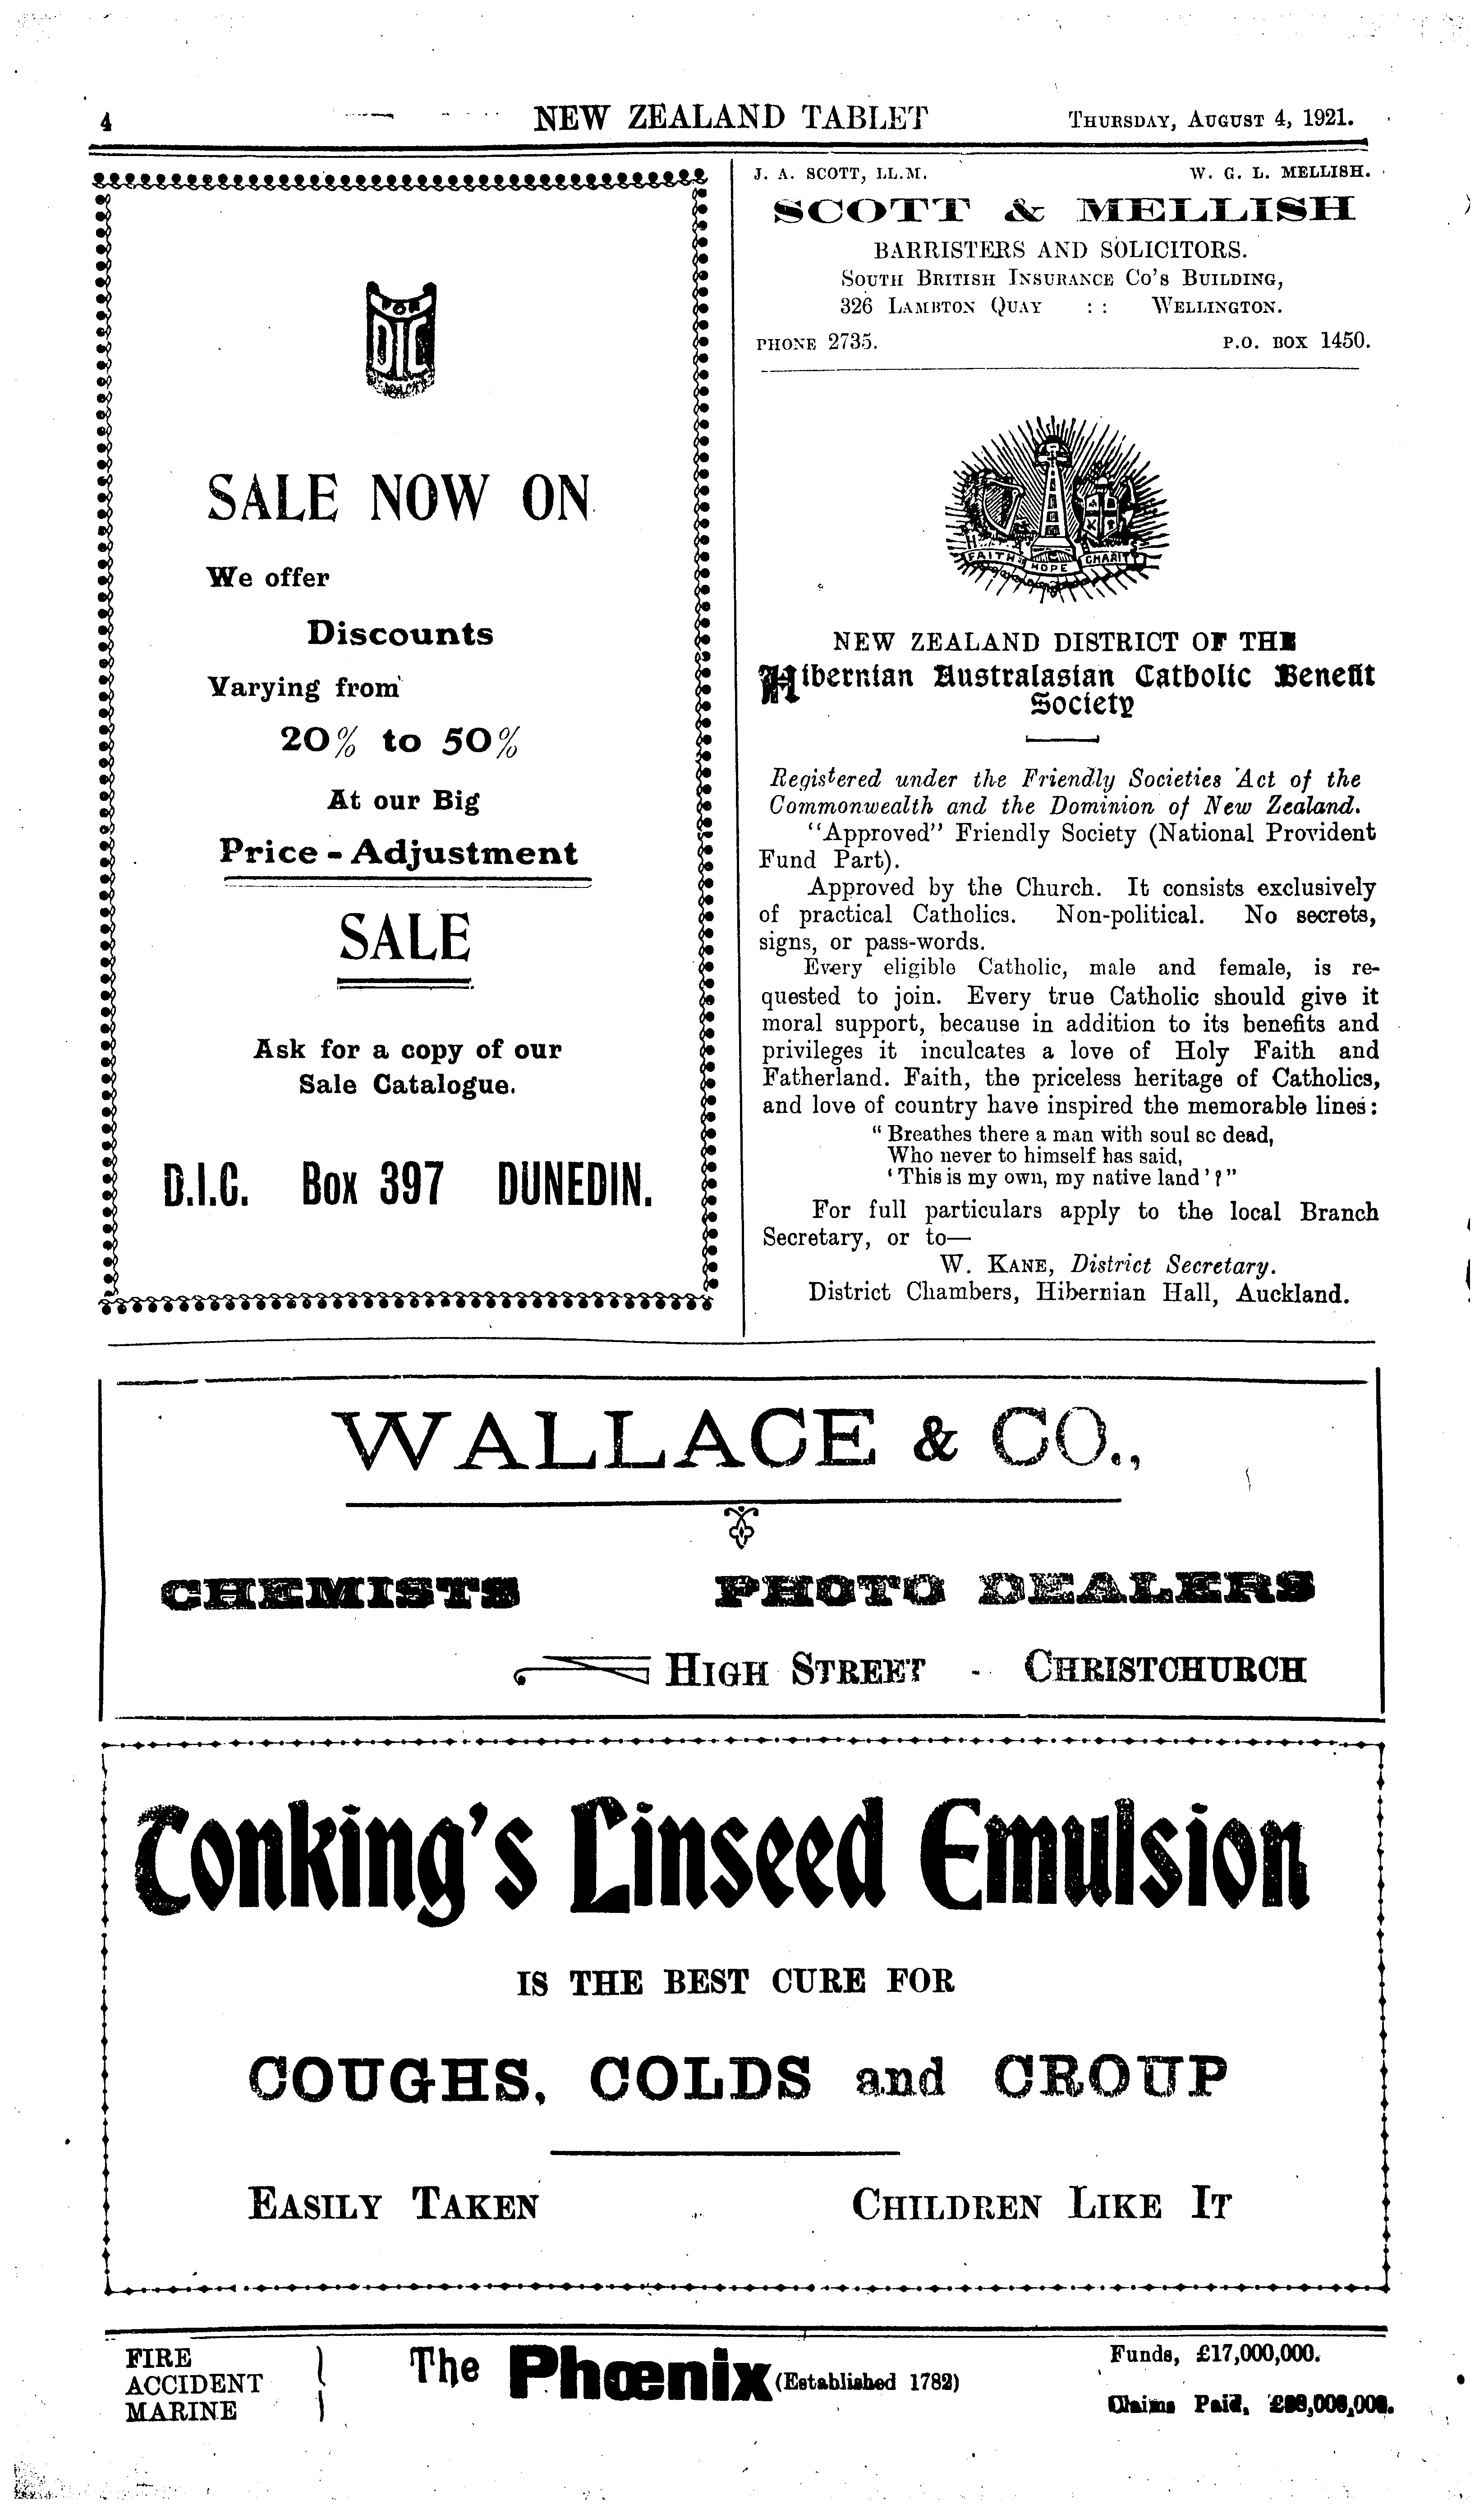 4
NEW ZEALAND TABLET
THURSDAY, AUGUST 4, 1921.
FOR
DIC
SALE NOW ON
We offer
Discounts
Varying from
20% to 50%
At our Big
Price - Adjustment
SALE
Ask for a copy of our
Sale Catalogue.
D.I.C. Box 397 DUNEDIN.
J. A. SCOTT, LL.M. W. G. L. MELLISH.
SCOTT & MELLISH
BARRISTERS AND SOLICITORS.
SOUTH BRITISH INSURANCE CO'S BUILDING,
326 LAMBTON QUAY : : WELLINGTON.
PHONE 2735. P.O. BOX 1450.
FAITH HOPE CHARITY
NEW ZEALAND DISTRICT OF THE
Hibernian Australasian Catholic Benefit
Society
Registered under the Friendly Societies Act of the
Commonwealth and the Dominion of New Zealand.
"Approved" Friendly Society (National Provident
Fund Part).
Approved by the Church. It consists exclusively
of practical Catholics. Non-political. No secrets,
signs, or pass-words.
Every eligible Catholic, male and female, is re-
quested to join. Every true Catholic should give it
moral support, because in addition to its benefits and
privileges it inculcates a love of Holy Faith and
Fatherland. Faith, the priceless heritage of Catholics,
and love of country have inspired the memorable lines:
" Breathes there a man with soul so dead,
Who never to himself has said,
' This is my own, my native land ' ?"
For full particulars apply to the local Branch
Secretary, or to—
W. KANE, District Secretary.
District Chambers, Hibernian Hall, Auckland.
WALLACE & CO.,
CHEMISTS PHOTO DEALERS
HIGH STREET - CHRISTCHURCH
Tonking's Linseed Emulsion
IS THE BEST CURE FOR
COUGHS, COLDS and CROUP
EASILY TAKEN CHILDREN LIKE IT
FIRE
ACCIDENT
MARINE
The Phœnix (Established 1782)
Funds, £17,000,000.
Claims Paid,